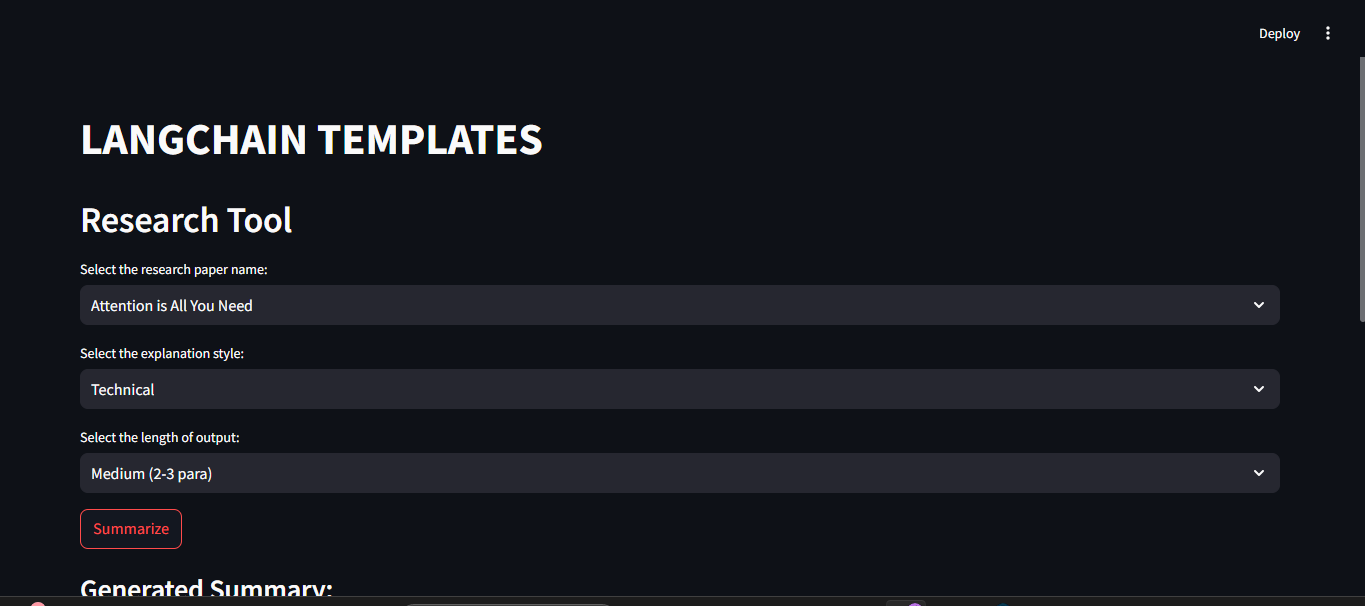 Deploy
LANGCHAIN TEMPLATES
Research Tool
Select the research paper name:
Attention is All You Need
Select the explanation style:
Technical
Select the length of output:
Medium (2-3 para)
Summarize
Generated Summary: